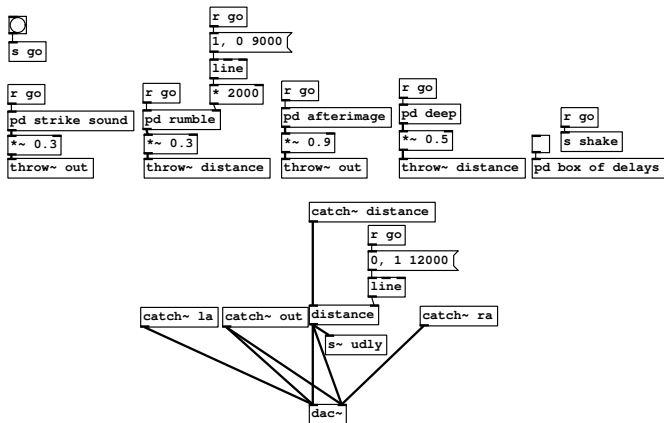 s go
r go
1, 0 9000
line
* 2000
r go
pd strike sound
*~ 0.3
throw~ out
r go
pd rumble
*~ 0.3
throw~ distance
r go
pd afterimage
*~ 0.9
throw~ out
r go
pd deep
*~ 0.5
throw~ distance
r go
s shake
pd box of delays
catch~ distance
r go
0, 1 12000
line
catch~ la
catch~ out
distance
catch~ ra
s~ udly
dac~